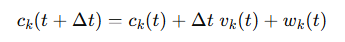 c_k(t + Δt) = c_k(t) + Δt v_k(t) + w_k(t)